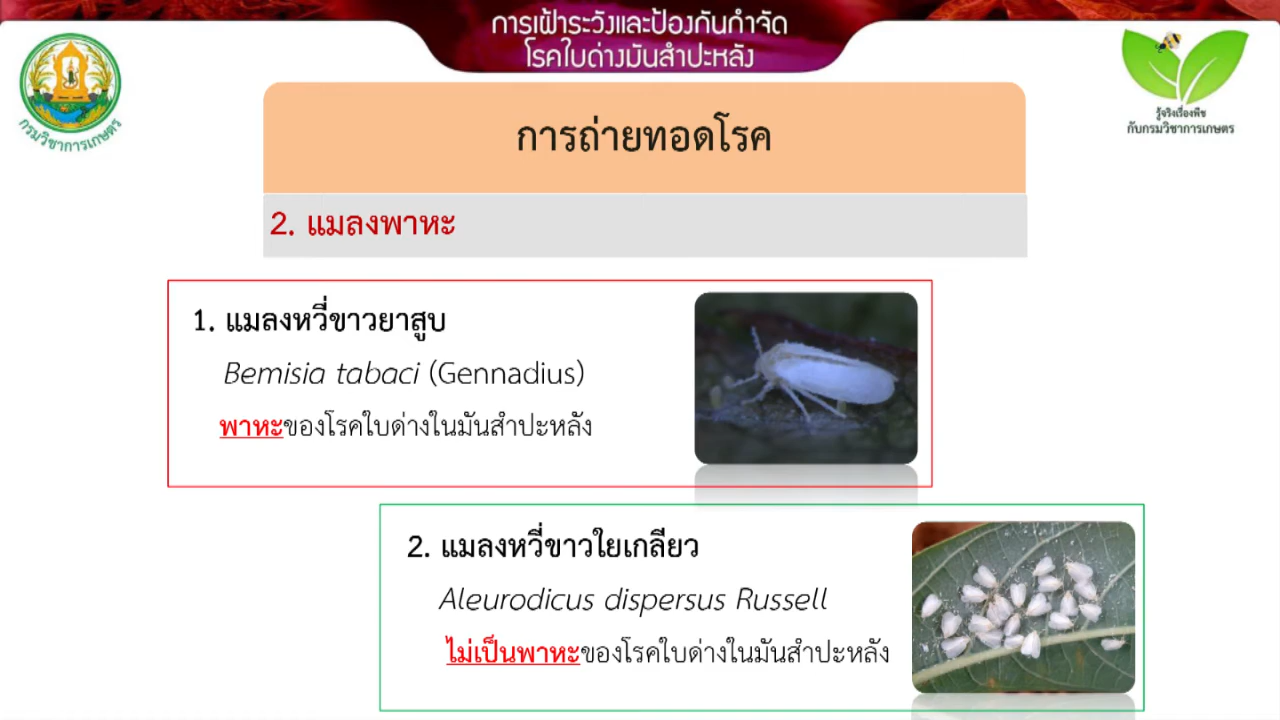 การเฝ้าระวังและป้องกันกำจัด
โรคใบด่างมันสำปะหลัง
กรมวิชาการเกษตร
รู้จริงเรื่องพืช
กับกรมวิชาการเกษตร
การถ่ายทอดโรค
2. แมลงพาหะ
1. แมลงหวี่ขาวยาสูบ
Bemisia tabaci (Gennadius)
พาหะของโรคใบด่างในมันสำปะหลัง
2. แมลงหวี่ขาวใยเกลียว
Aleurodicus dispersus Russell
ไม่เป็นพาหะของโรคใบด่างในมันสำปะหลัง